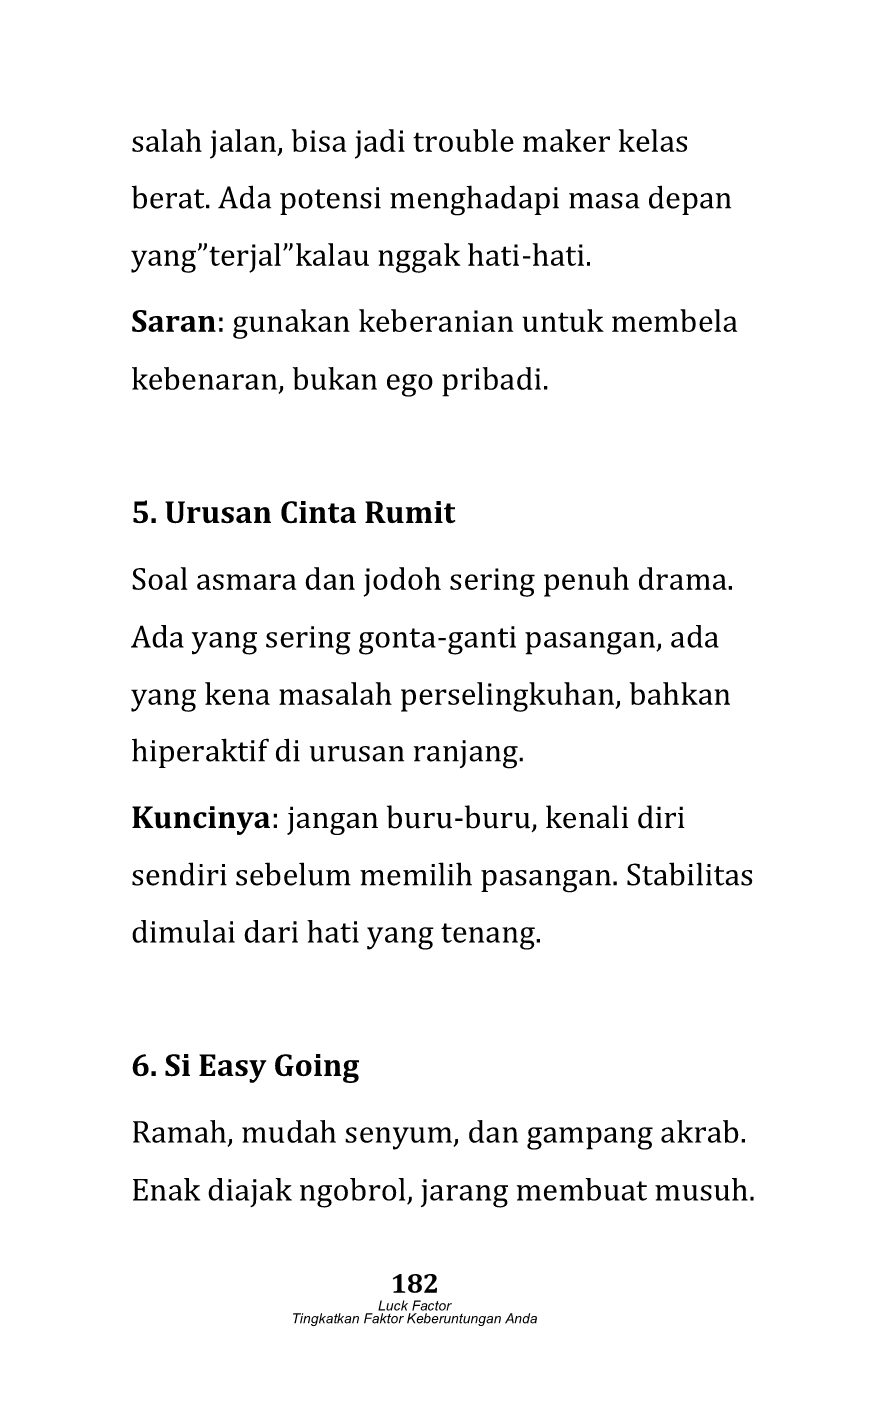 salah jalan, bisa jadi trouble maker kelas
berat. Ada potensi menghadapi masa depan
yang”terjal”kalau nggak hati-hati.
Saran: gunakan keberanian untuk membela
kebenaran, bukan ego pribadi.
5. Urusan Cinta Rumit
Soal asmara dan jodoh sering penuh drama.
Ada yang sering gonta-ganti pasangan, ada
yang kena masalah perselingkuhan, bahkan
hiperaktif di urusan ranjang.
Kuncinya: jangan buru-buru, kenali diri
sendiri sebelum memilih pasangan. Stabilitas
dimulai dari hati yang tenang.
6. Si Easy Going
Ramah, mudah senyum, dan gampang akrab.
Enak diajak ngobrol, jarang membuat musuh.
182
Luck Factor
Tingkatkan Faktor Keberuntungan Anda